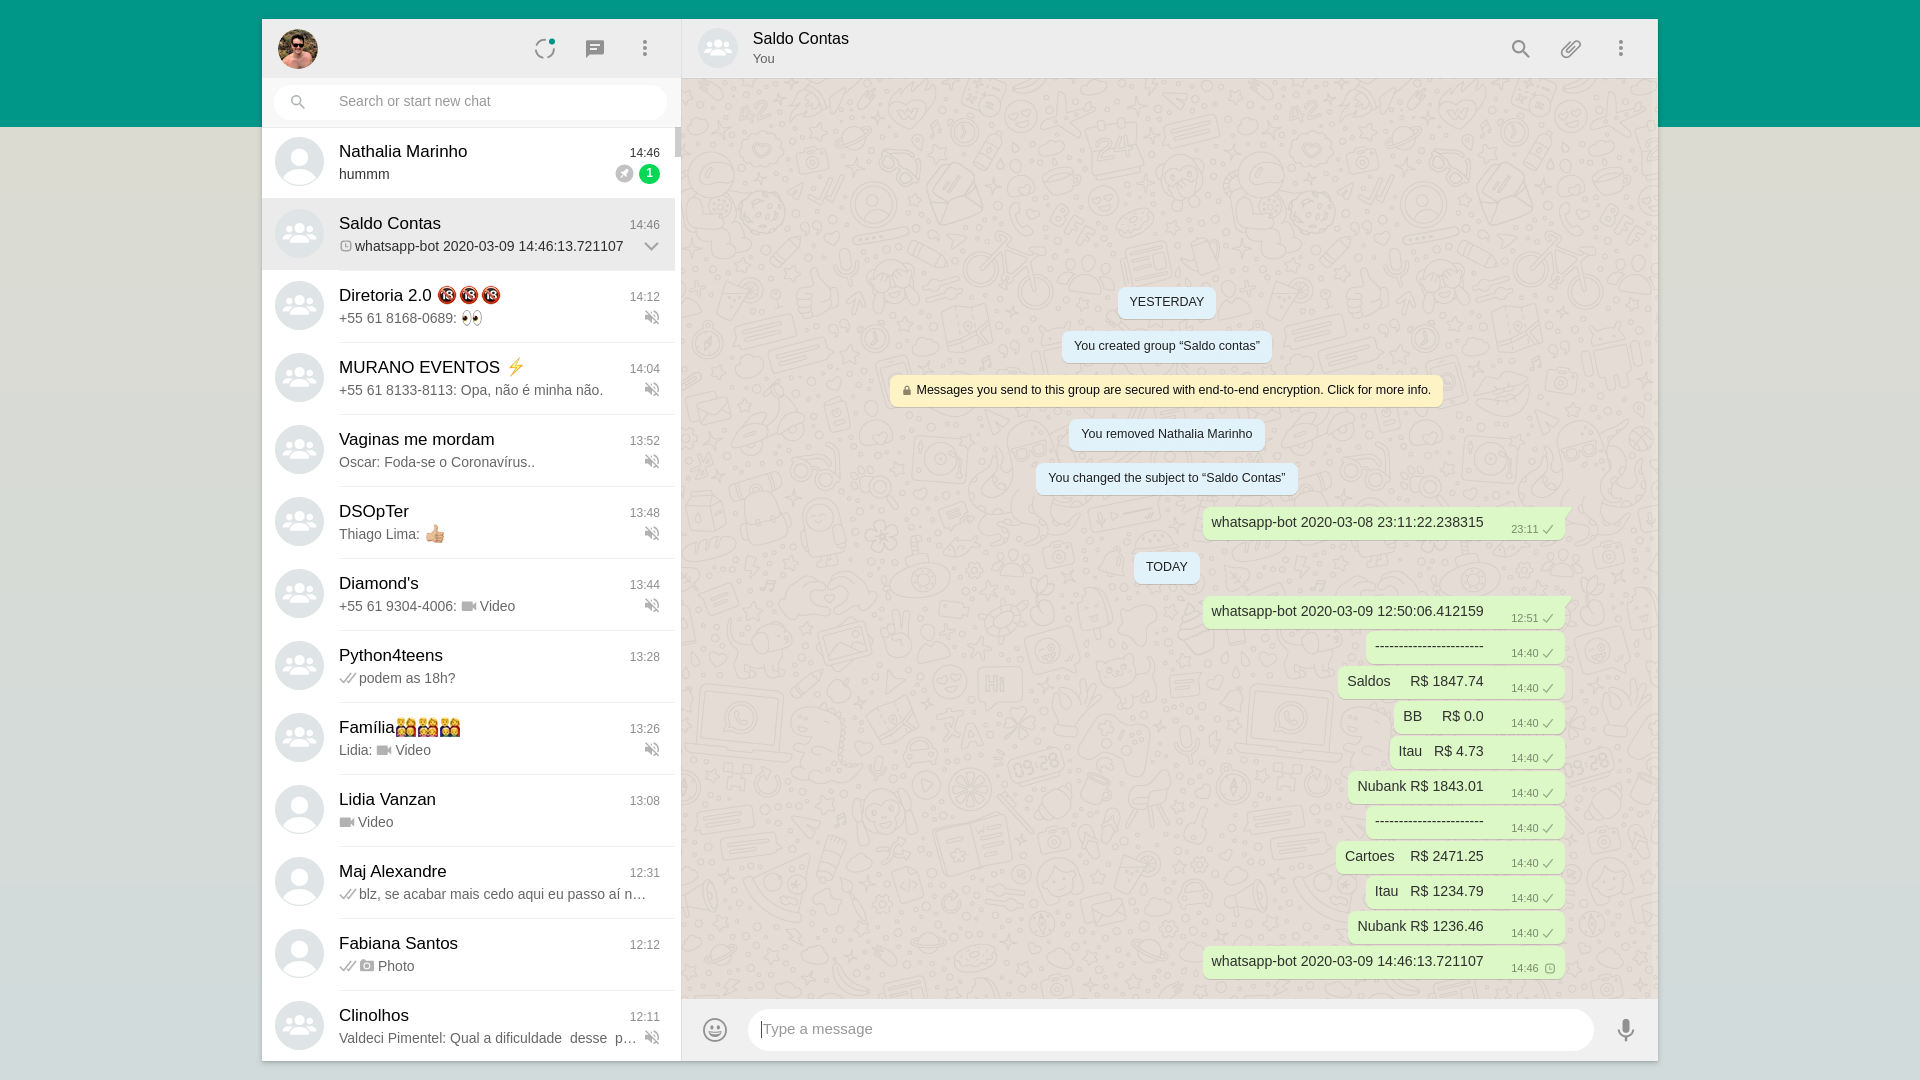 Search or start new chat
Nathalia Marinho
14:46
hummm
1
Saldo Contas
14:46
whatsapp-bot 2020-03-09 14:46:13.721107
Diretoria 2.0 🔞🔞🔞
14:12
+55 61 8168-0689: 👀
MURANO EVENTOS ⚡
14:04
+55 61 8133-8113: Opa, não é minha não.
Vaginas me mordam
13:52
Oscar: Foda-se o Coronavírus..
DSOpTer
13:48
Thiago Lima: 👍🏼
Diamond's
13:44
+55 61 9304-4006: Video
Python4teens
13:28
podem as 18h?
Família👨‍👩‍👧‍👦👨‍👩‍👧‍👧👨‍👩‍👦‍👦
13:26
Lidia: Video
Lidia Vanzan
13:08
Video
Maj Alexandre
12:31
blz, se acabar mais cedo aqui eu passo aí n…
Fabiana Santos
12:12
Photo
Clinolhos
12:11
Valdeci Pimentel: Qual a dificuldade  desse  p…
Saldo Contas
You
YESTERDAY
You created group “Saldo contas”
Messages you send to this group are secured with end-to-end encryption. Click for more info.
You removed Nathalia Marinho
You changed the subject to “Saldo Contas”
whatsapp-bot 2020-03-08 23:11:22.238315
23:11
TODAY
whatsapp-bot 2020-03-09 12:50:06.412159
12:51
-----------------------
14:40
Saldos     R$ 1847.74
14:40
BB     R$ 0.0
14:40
Itau   R$ 4.73
14:40
Nubank R$ 1843.01
14:40
-----------------------
14:40
Cartoes    R$ 2471.25
14:40
Itau   R$ 1234.79
14:40
Nubank R$ 1236.46
14:40
whatsapp-bot 2020-03-09 14:46:13.721107
14:46
Type a message